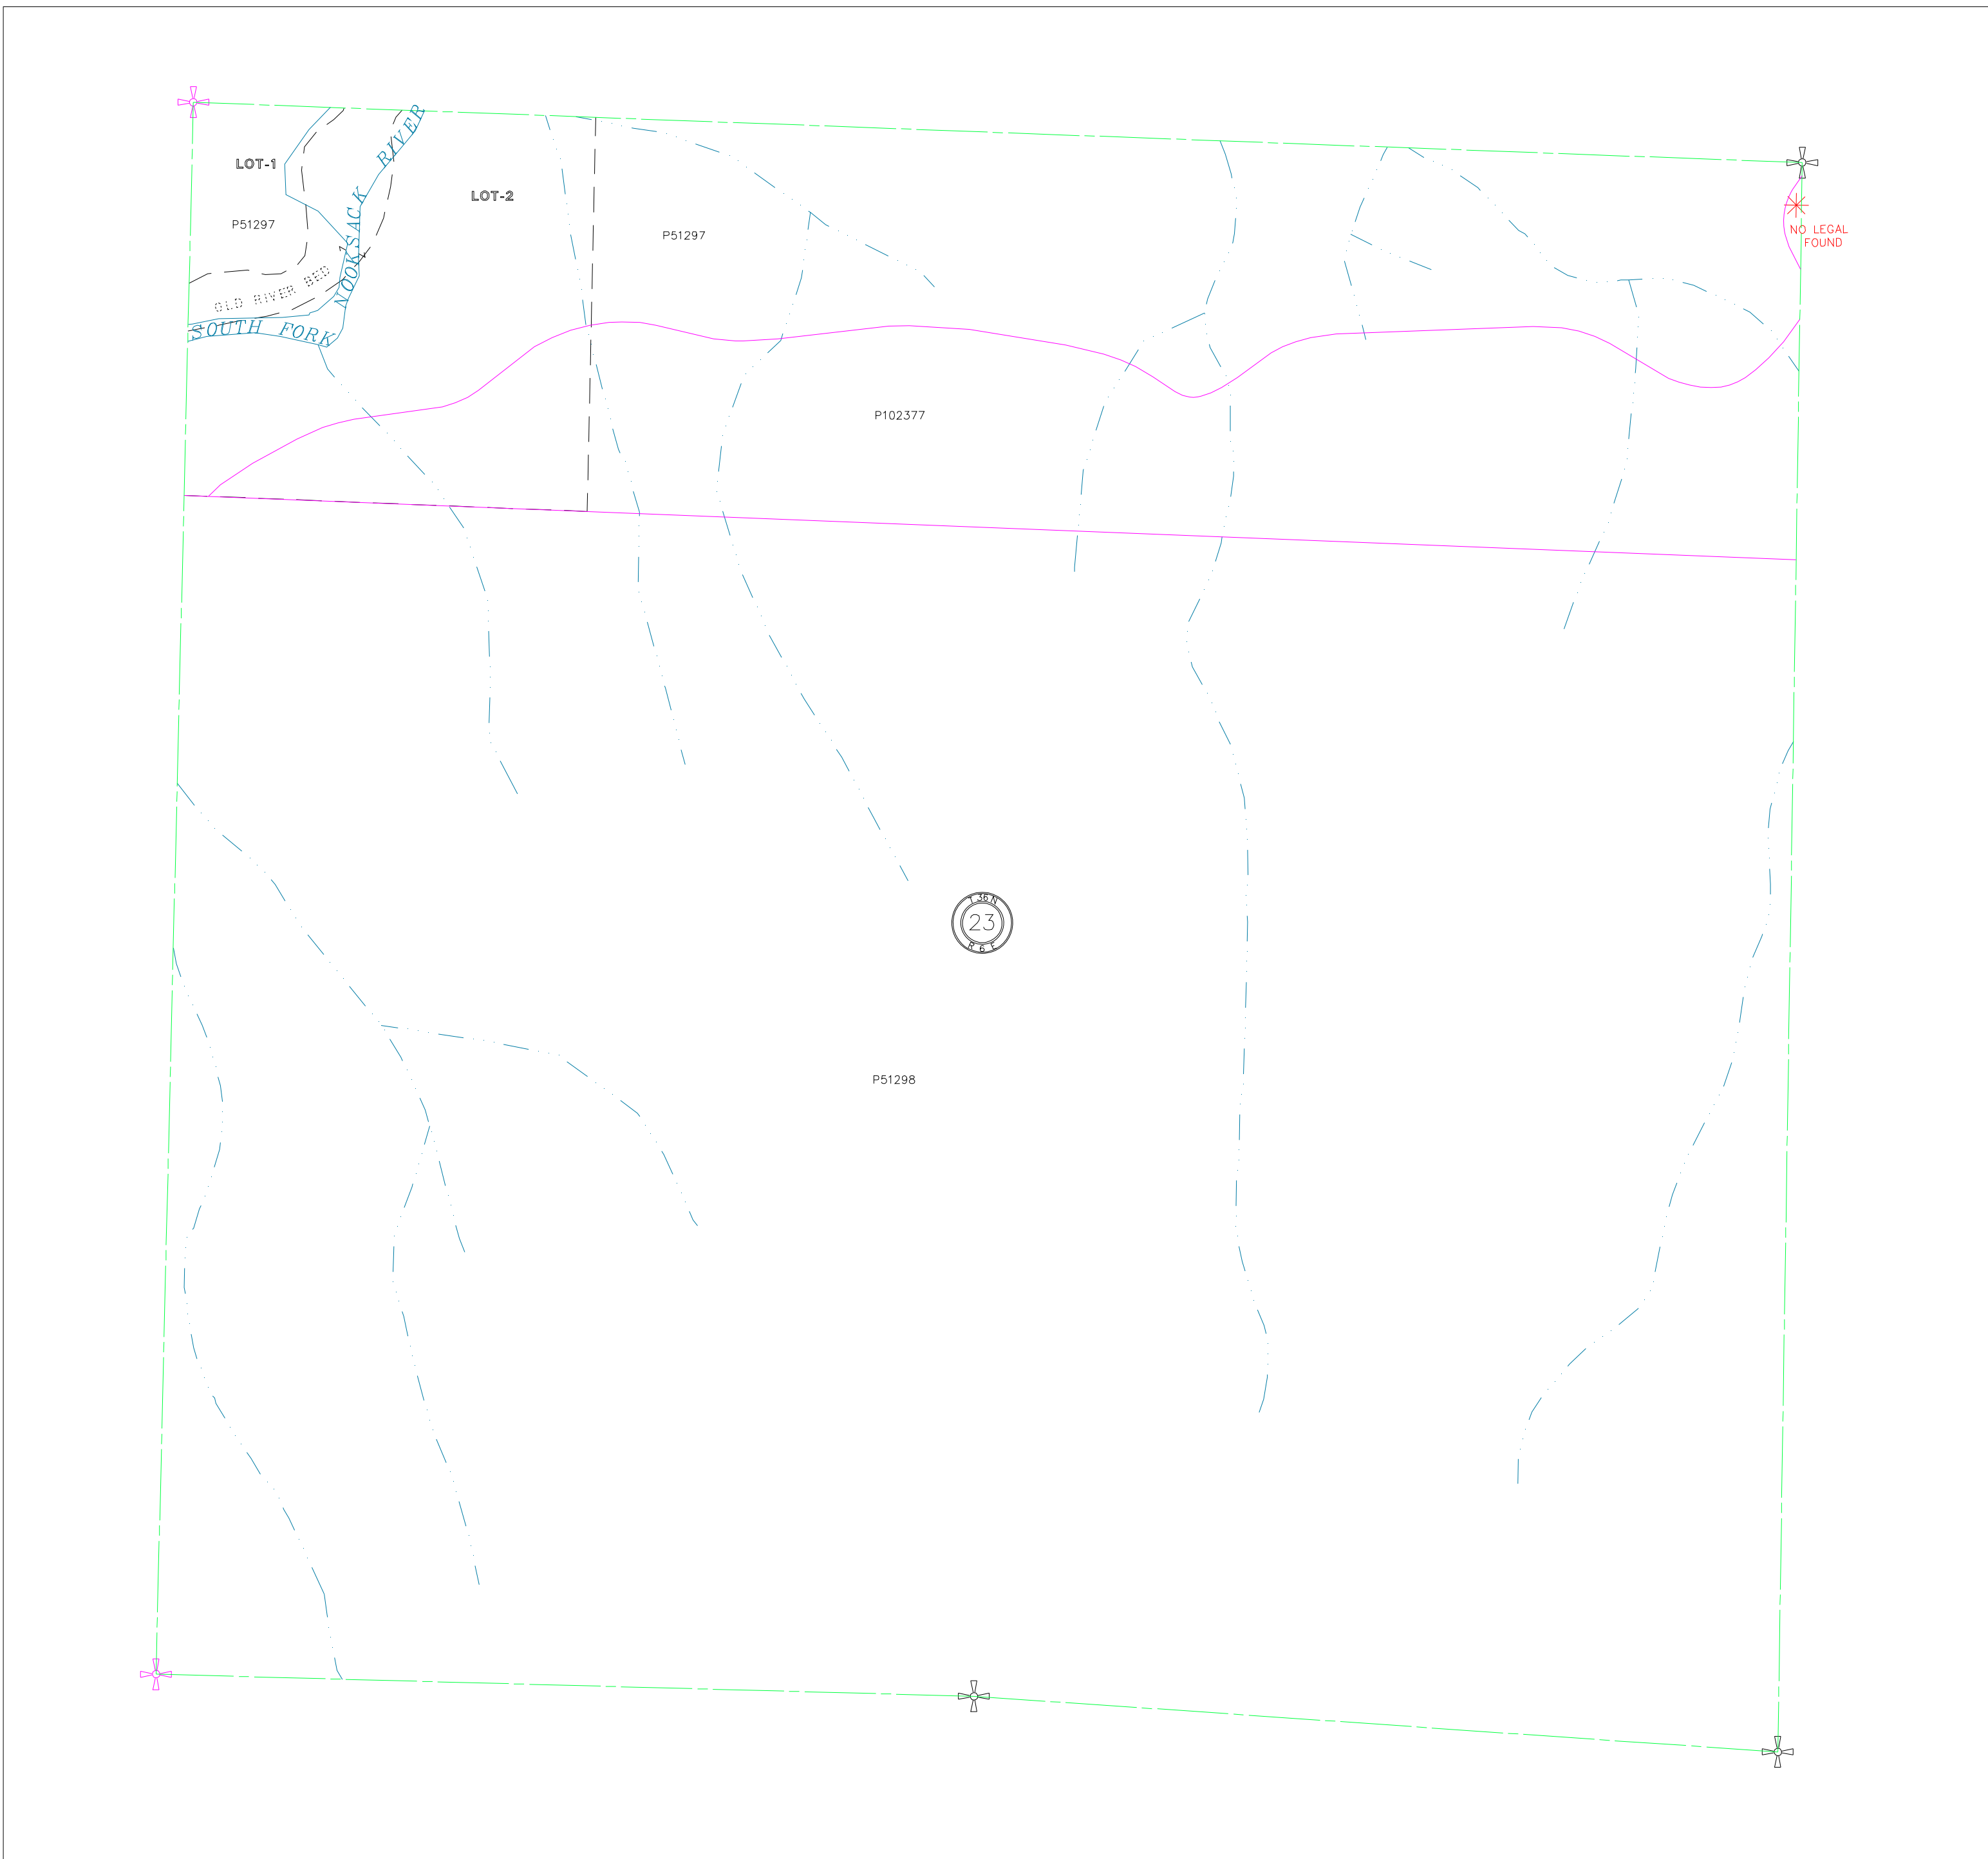 LOT-1
RIVER
LOT-2
P51297
P51297
NOOKSACK
NO LEGAL
FOUND
OLD RIVER BED
SOUTH FORK
P102377
T 36 N
23
R 6 E
P51298